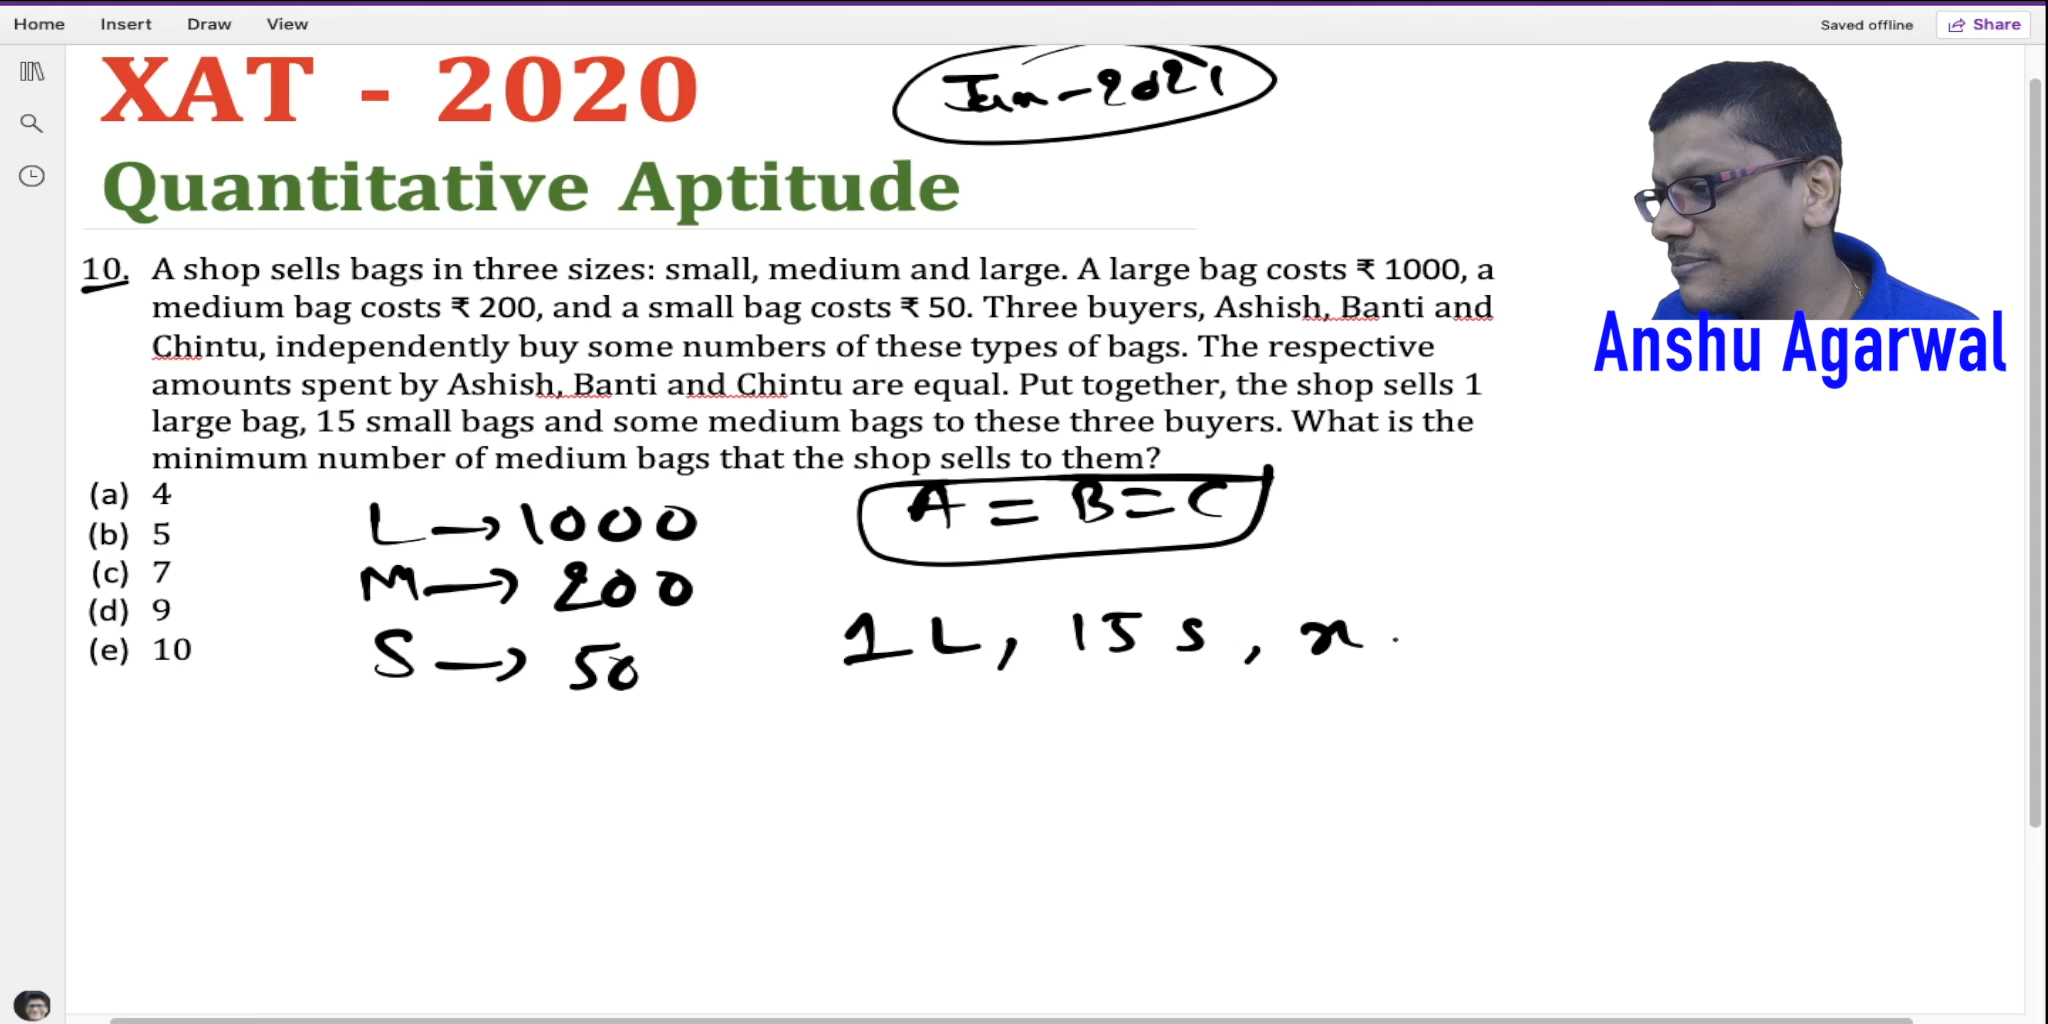 Home Insert Draw View Saved offline Share
XAT - 2020
Jan-2021
Quantitative Aptitude
10. A shop sells bags in three sizes: small, medium and large. A large bag costs ₹ 1000, a
medium bag costs ₹ 200, and a small bag costs ₹ 50. Three buyers, Ashish, Banti and
Chintu, independently buy some numbers of these types of bags. The respective
amounts spent by Ashish, Banti and Chintu are equal. Put together, the shop sells 1
large bag, 15 small bags and some medium bags to these three buyers. What is the
minimum number of medium bags that the shop sells to them?
Anshu Agarwal
(a) 4
(b) 5
(c) 7
(d) 9
(e) 10
L → 1000
M → 200
S → 50
A = B = C
1 L, 15 s, x